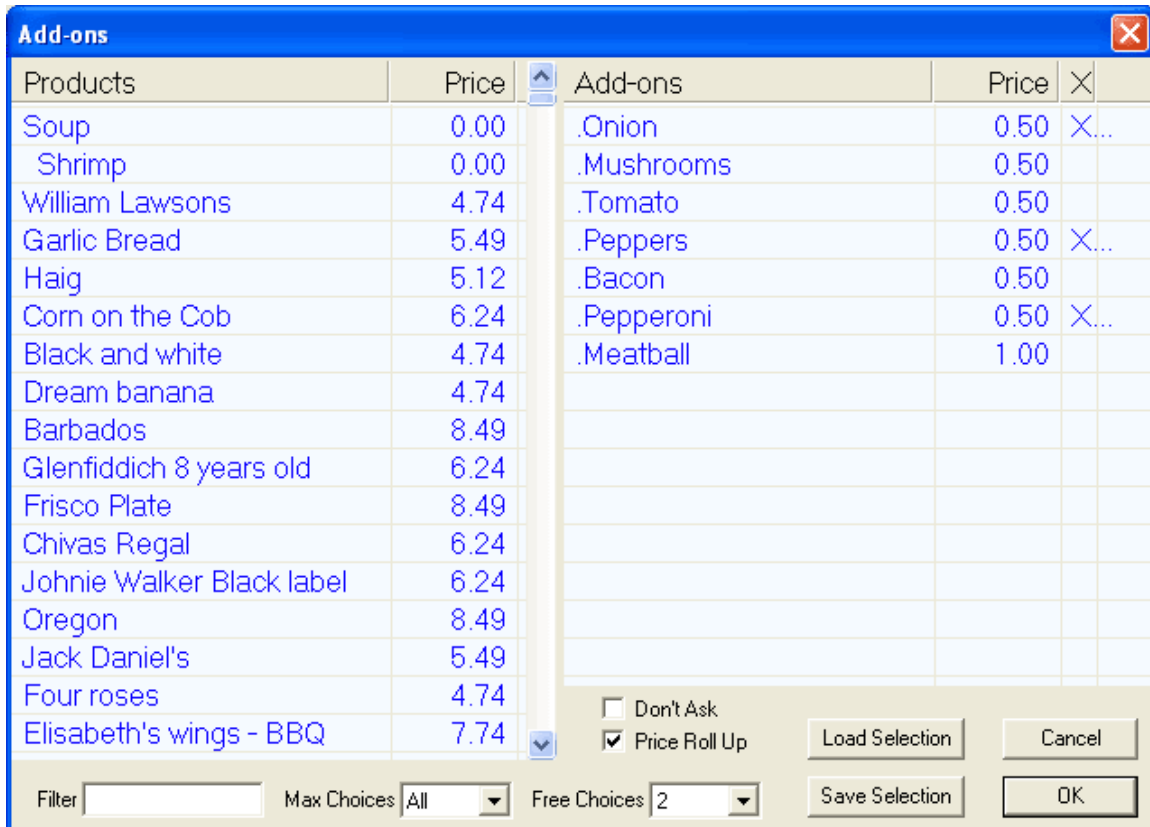 Add-ons
Products Price Add-ons Price X
Soup 0.00 .Onion 0.50 X...
Shrimp 0.00 .Mushrooms 0.50
William Lawsons 4.74 .Tomato 0.50
Garlic Bread 5.49 .Peppers 0.50 X...
Haig 5.12 .Bacon 0.50
Corn on the Cob 6.24 .Pepperoni 0.50 X...
Black and white 4.74 .Meatball 1.00
Dream banana 4.74
Barbados 8.49
Glenfiddich 8 years old 6.24
Frisco Plate 8.49
Chivas Regal 6.24
Johnie Walker Black label 6.24
Oregon 8.49
Jack Daniel's 5.49
Four roses 4.74 Don't Ask
Elisabeth's wings - BBQ 7.74 Price Roll Up Load Selection Cancel
Filter Max Choices All Free Choices 2 Save Selection OK